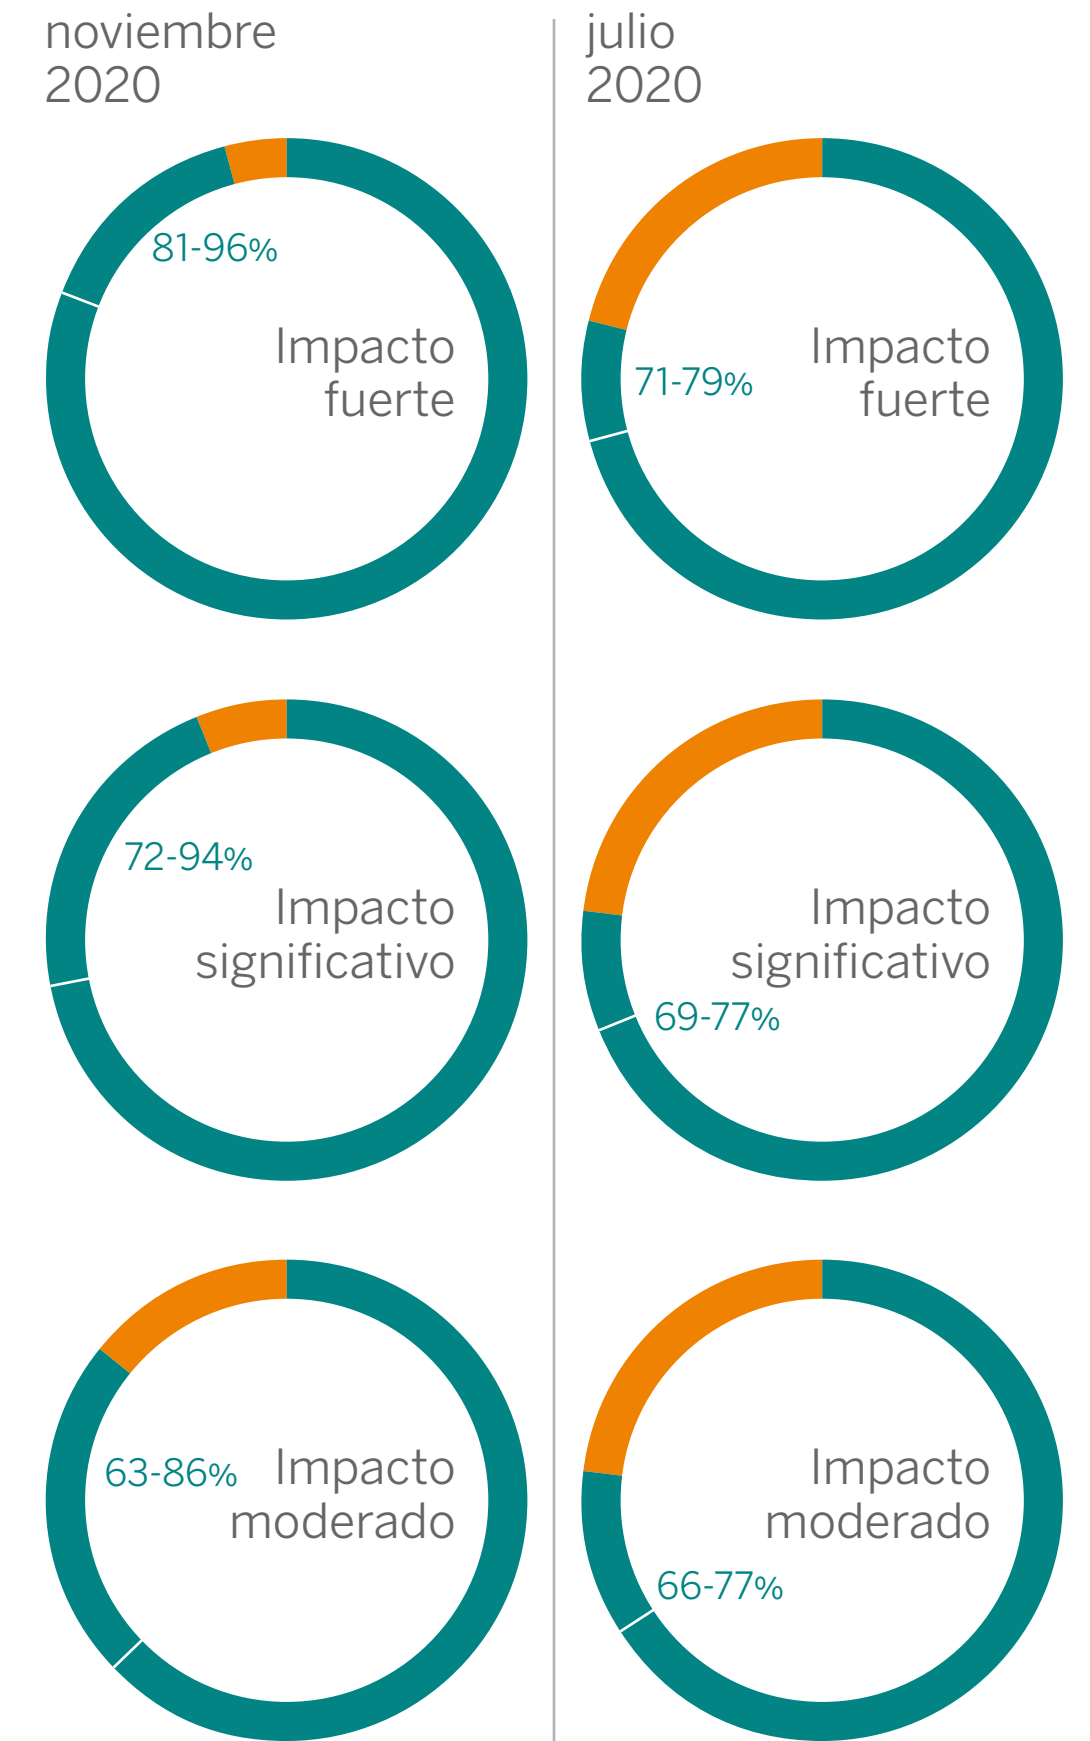 noviembre
2020
81-96%
Impacto
fuerte
72-94%
Impacto
significativo
63-86%
Impacto
moderado
julio
2020
71-79%
Impacto
fuerte
Impacto
significativo
69-77%
Impacto
moderado
66-77%